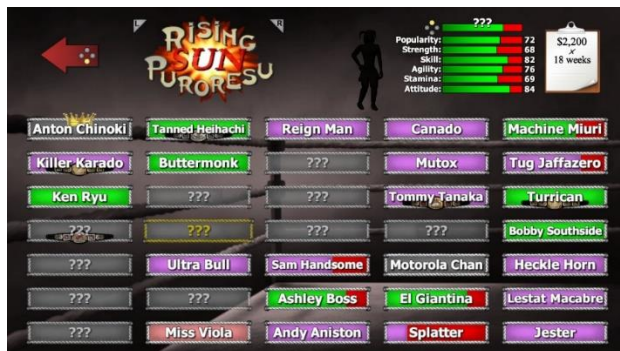 L
R
RISING
SUN
PURORESU
???
Popularity: 72
Strength: 68
Skill: 82
Agility: 76
Stamina: 69
Attitude: 84
$2,200
x
18 weeks
Anton Chinoki Tanned Heihachi Reign Man Canado Machine Miuri
Killer Karado Buttermonk ??? Mutox Tug Jaffazero
Ken Ryu ??? ??? Tommy Tanaka Turrican
??? ??? ??? ??? Bobby Southside
??? Ultra Bull Sam Handsome Motorola Chan Heckle Horn
??? ??? Ashley Boss El Giantina Lestat Macabre
??? Miss Viola Andy Aniston Splatter Jester